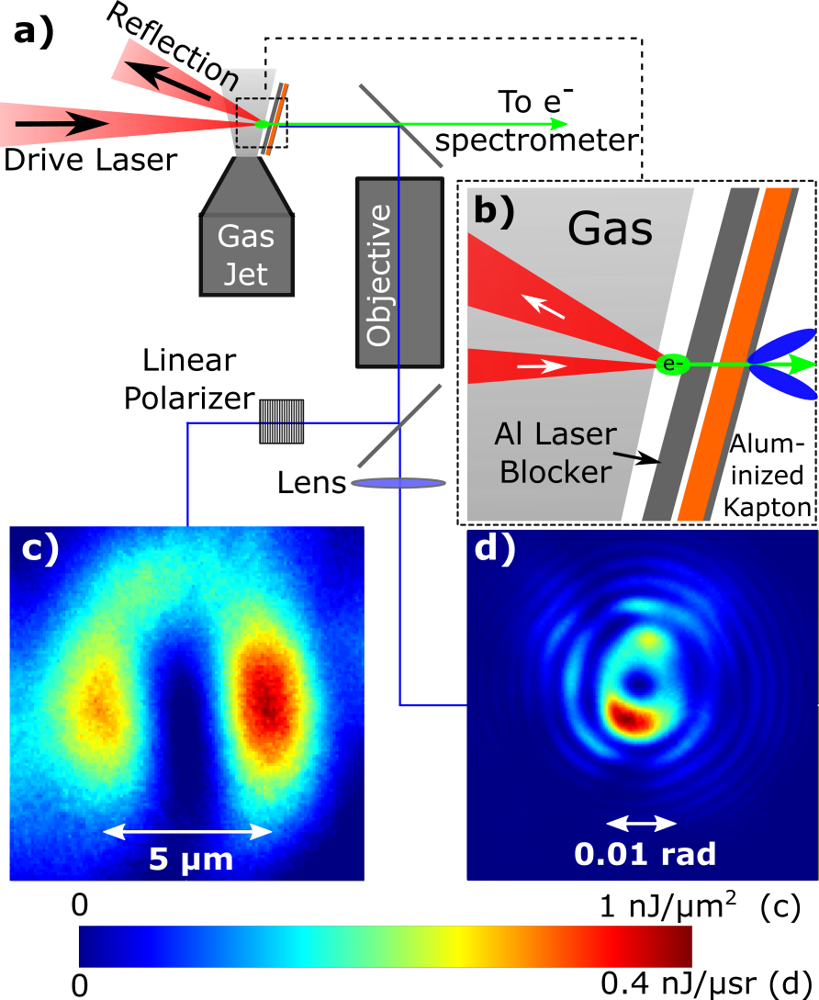 a)
Reflection
Drive Laser
Gas
Jet
Objective
To e-
spectrometer
b)
Gas
e-
Al Laser
Blocker
Alum-
inized
Kapton
Linear
Polarizer
Lens
c)
5 µm
d)
0.01 rad
0
1 nJ/µm² (c)
0
0.4 nJ/µsr (d)